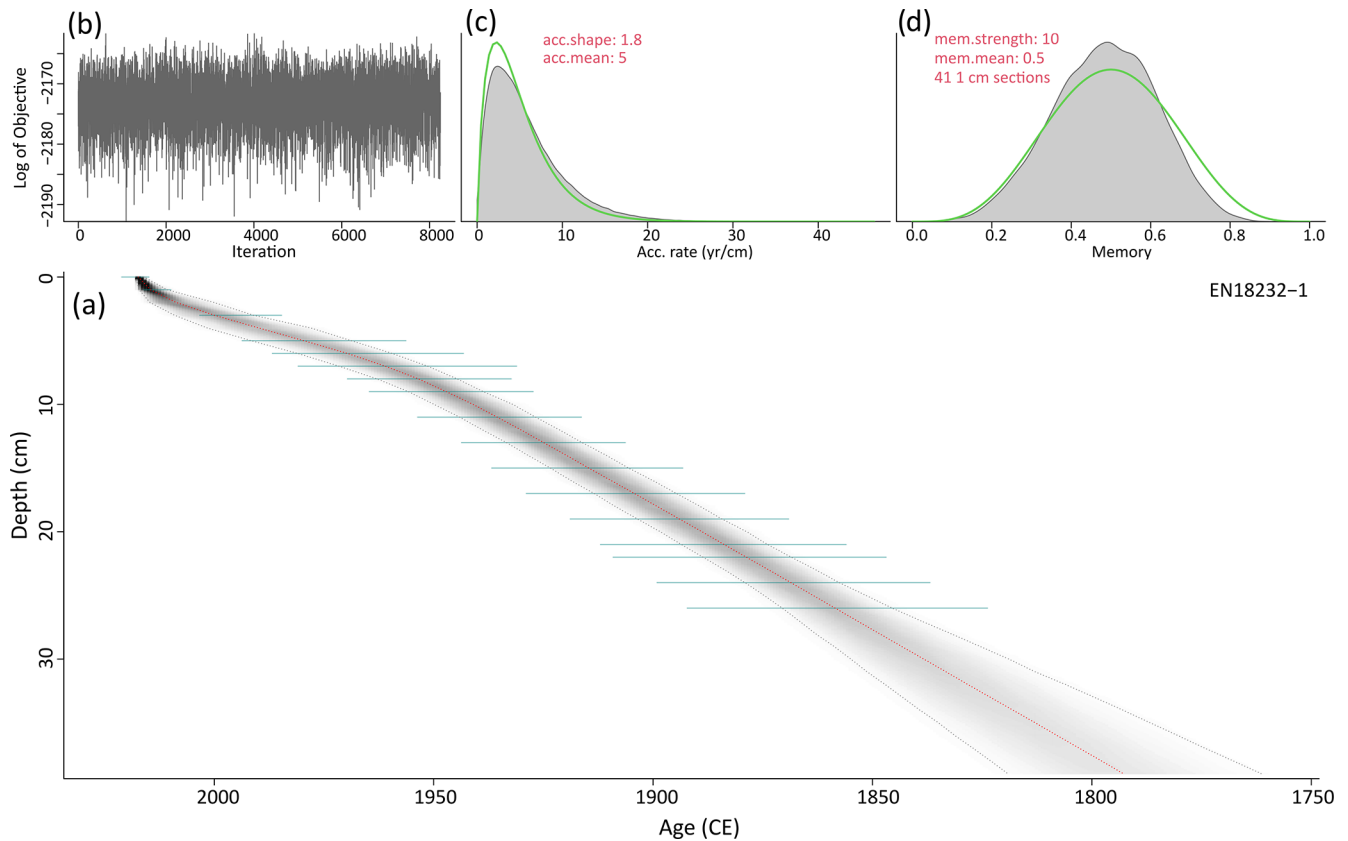 (b)
Log of Objective
−2170
−2180
−2190
0 2000 4000 6000 8000
Iteration
(c)
acc.shape: 1.8
acc.mean: 5
0 10 20 30 40
Acc. rate (yr/cm)
(d)
mem.strength: 10
mem.mean: 0.5
41 1 cm sections
0.0 0.2 0.4 0.6 0.8 1.0
Memory
(a)
EN18232−1
Depth (cm)
0
10
20
30
2000 1950 1900 1850 1800 1750
Age (CE)